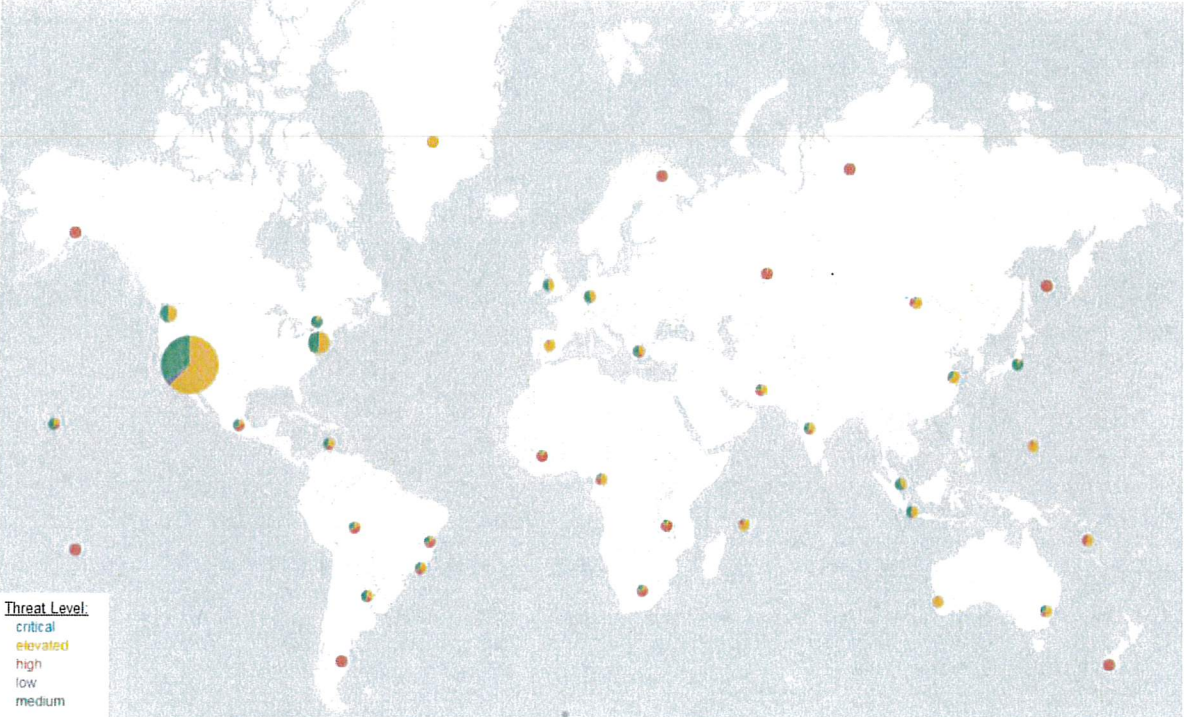 Threat Level:
critical
elevated
high
low
medium